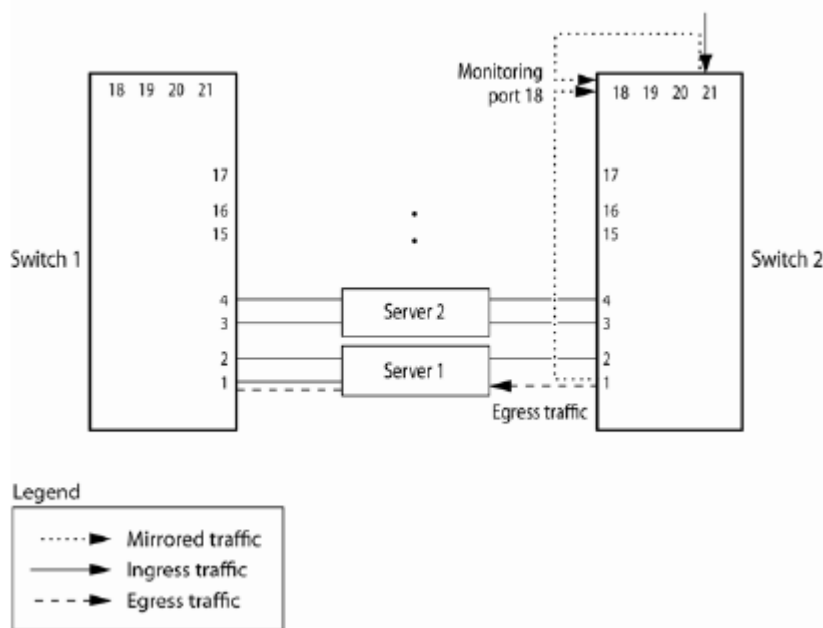 Monitoring
port 18
18 19 20 21
17
16
15
4
3
2
1
Switch 1
Server 2
Server 1
18 19 20 21
17
16
15
4
3
2
1
Switch 2
Egress traffic
Legend
Mirrored traffic
Ingress traffic
Egress traffic